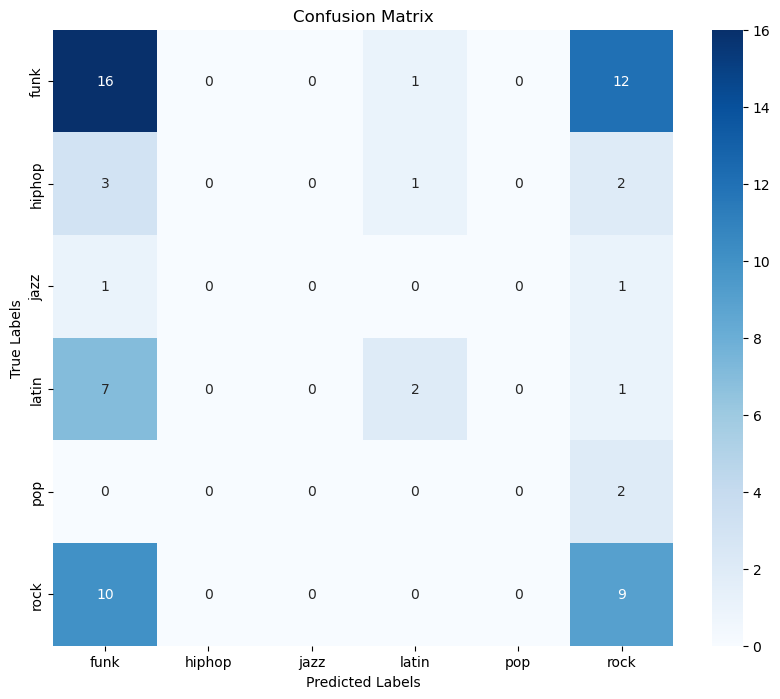 Confusion Matrix
True Labels
funk 16 0 0 1 0 12
hiphop 3 0 0 1 0 2
jazz 1 0 0 0 0 1
latin 7 0 0 2 0 1
pop 0 0 0 0 0 2
rock 10 0 0 0 0 9
funk hiphop jazz latin pop rock
Predicted Labels
16
14
12
10
8
6
4
2
0